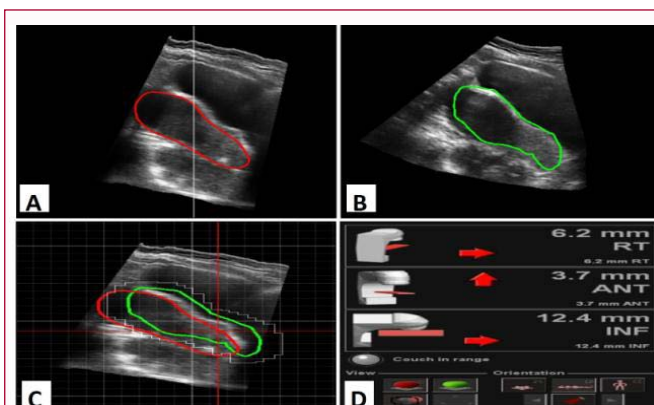 A
B
C
6.2 mm
RT
6.2 mm RT
3.7 mm
ANT
3.7 mm ANT
12.4 mm
INF
12.4 mm INF
Couch in range
View
Orientation
D